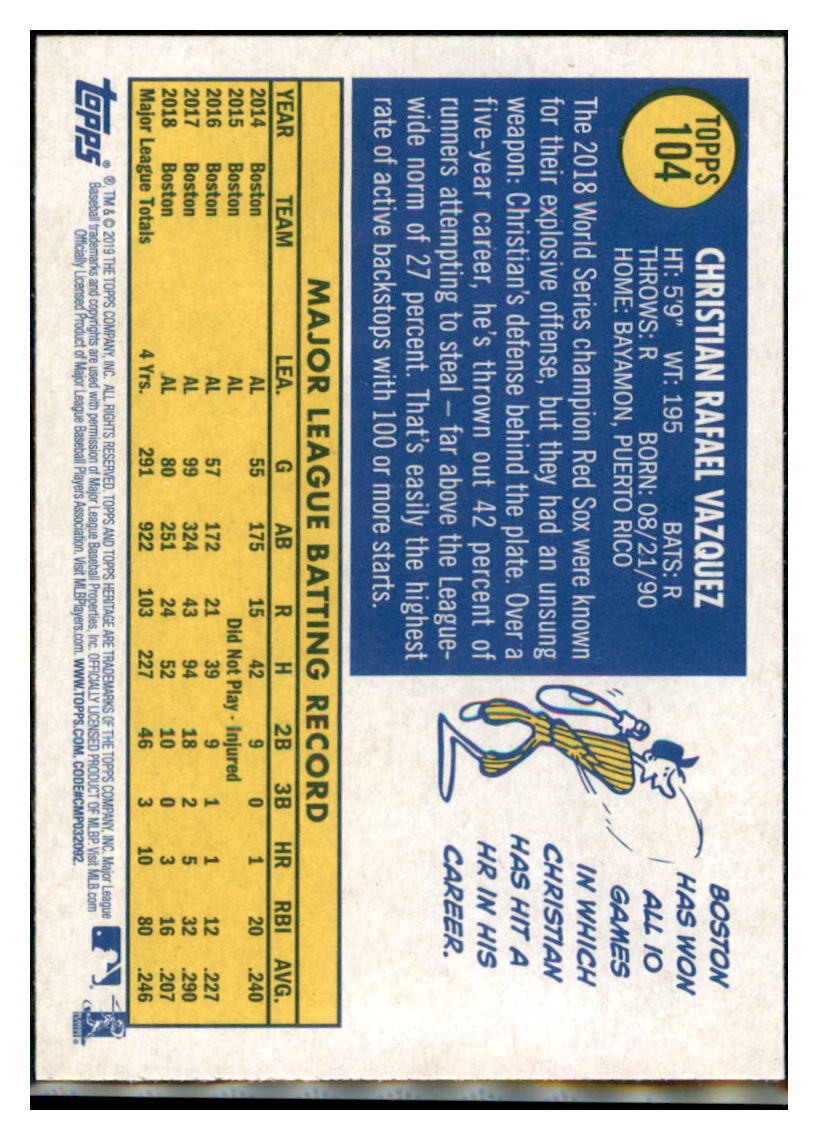 TOPPS
104
CHRISTIAN RAFAEL VAZQUEZ
HT: 5'9" WT: 195 BATS: R
THROWS: R BORN: 08/21/90
HOME: BAYAMON, PUERTO RICO
The 2018 World Series champion Red Sox were known
for their explosive offense, but they had an unsung
weapon: Christian's defense behind the plate. Over a
five-year career, he's thrown out 42 percent of
runners attempting to steal – far above the League-
wide norm of 27 percent. That's easily the highest
rate of active backstops with 100 or more starts.
BOSTON
HAS WON
ALL 10
GAMES
IN WHICH
CHRISTIAN
HAS HIT A
HR IN HIS
CAREER.
MAJOR LEAGUE BATTING RECORD
YEAR TEAM LEA. G AB R H 2B 3B HR RBI AVG.
2014 Boston AL 55 175 15 42 9 0 1 20 .240
2015 Boston AL Did Not Play - Injured
2016 Boston AL 57 172 21 39 9 1 1 12 .227
2017 Boston AL 99 324 43 94 18 2 5 32 .290
2018 Boston AL 80 251 24 52 10 0 3 16 .207
Major League Totals 4 Yrs. 291 922 103 227 46 3 10 80 .246
topps®
®, TM & © 2019 THE TOPPS COMPANY, INC. ALL RIGHTS RESERVED. TOPPS AND TOPPS HERITAGE ARE TRADEMARKS OF THE TOPPS COMPANY, INC. Major League
Baseball trademarks and copyrights are used with permission of Major League Baseball Properties, Inc. OFFICIALLY LICENSED PRODUCT OF MLBP. Visit MLB.com
Officially Licensed Product of Major League Baseball Players Association. Visit MLBPlayers.com. WWW.TOPPS.COM. CODE#CMP032092.